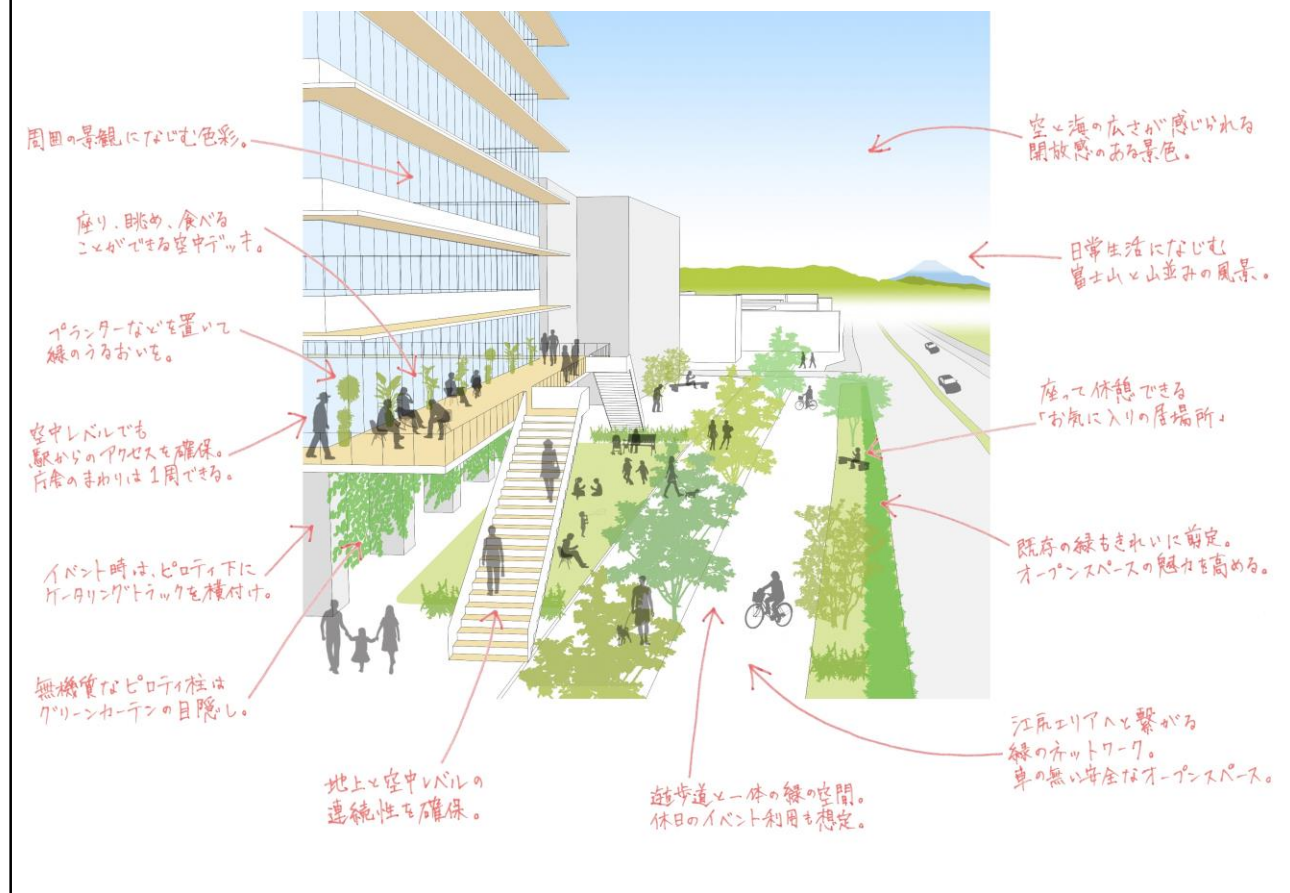 周囲の景観になじむ色彩。
座り、眺め、食べる
ことができる空中デッキ。
プランターなどを置いて
緑のうるおいを。
空中レベルでも
駅からのアクセスを確保。
庁舎のまわりは1周できる。
イベント時は、ピロティ下に
ケータリングトラックを横付け。
無機質なピロティ柱は
グリーンカーテンの目隠し。
地上と空中レベルの
連続性を確保。
遊歩道と一体の緑の空間。
休日のイベント利用も想定。
空と海の広さが感じられる
開放感のある景色。
日常生活になじむ
富士山と山並みの風景。
座って休憩できる
「お気に入りの居場所」
既存の緑もきれいに剪定。
オープンスペースの魅力を高める。
江尻エリアへと繋がる
緑のネットワーク。
車の無い安全なオープンスペース。